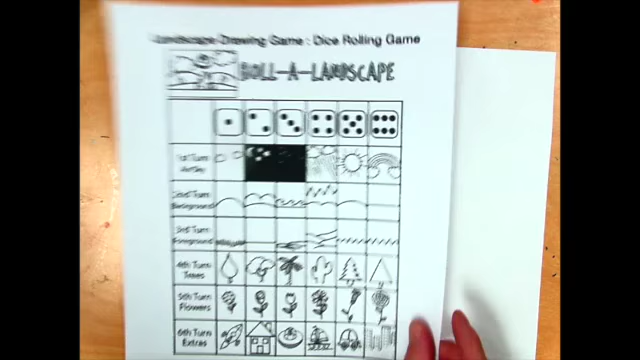 Landscape Drawing Game : Dice Rolling Game
ROLL-A-LANDSCAPE
1st Turn
Art/Sky
2nd Turn
Background
3rd Turn
Foreground
4th Turn
Trees
5th Turn
Flowers
6th Turn
Extras